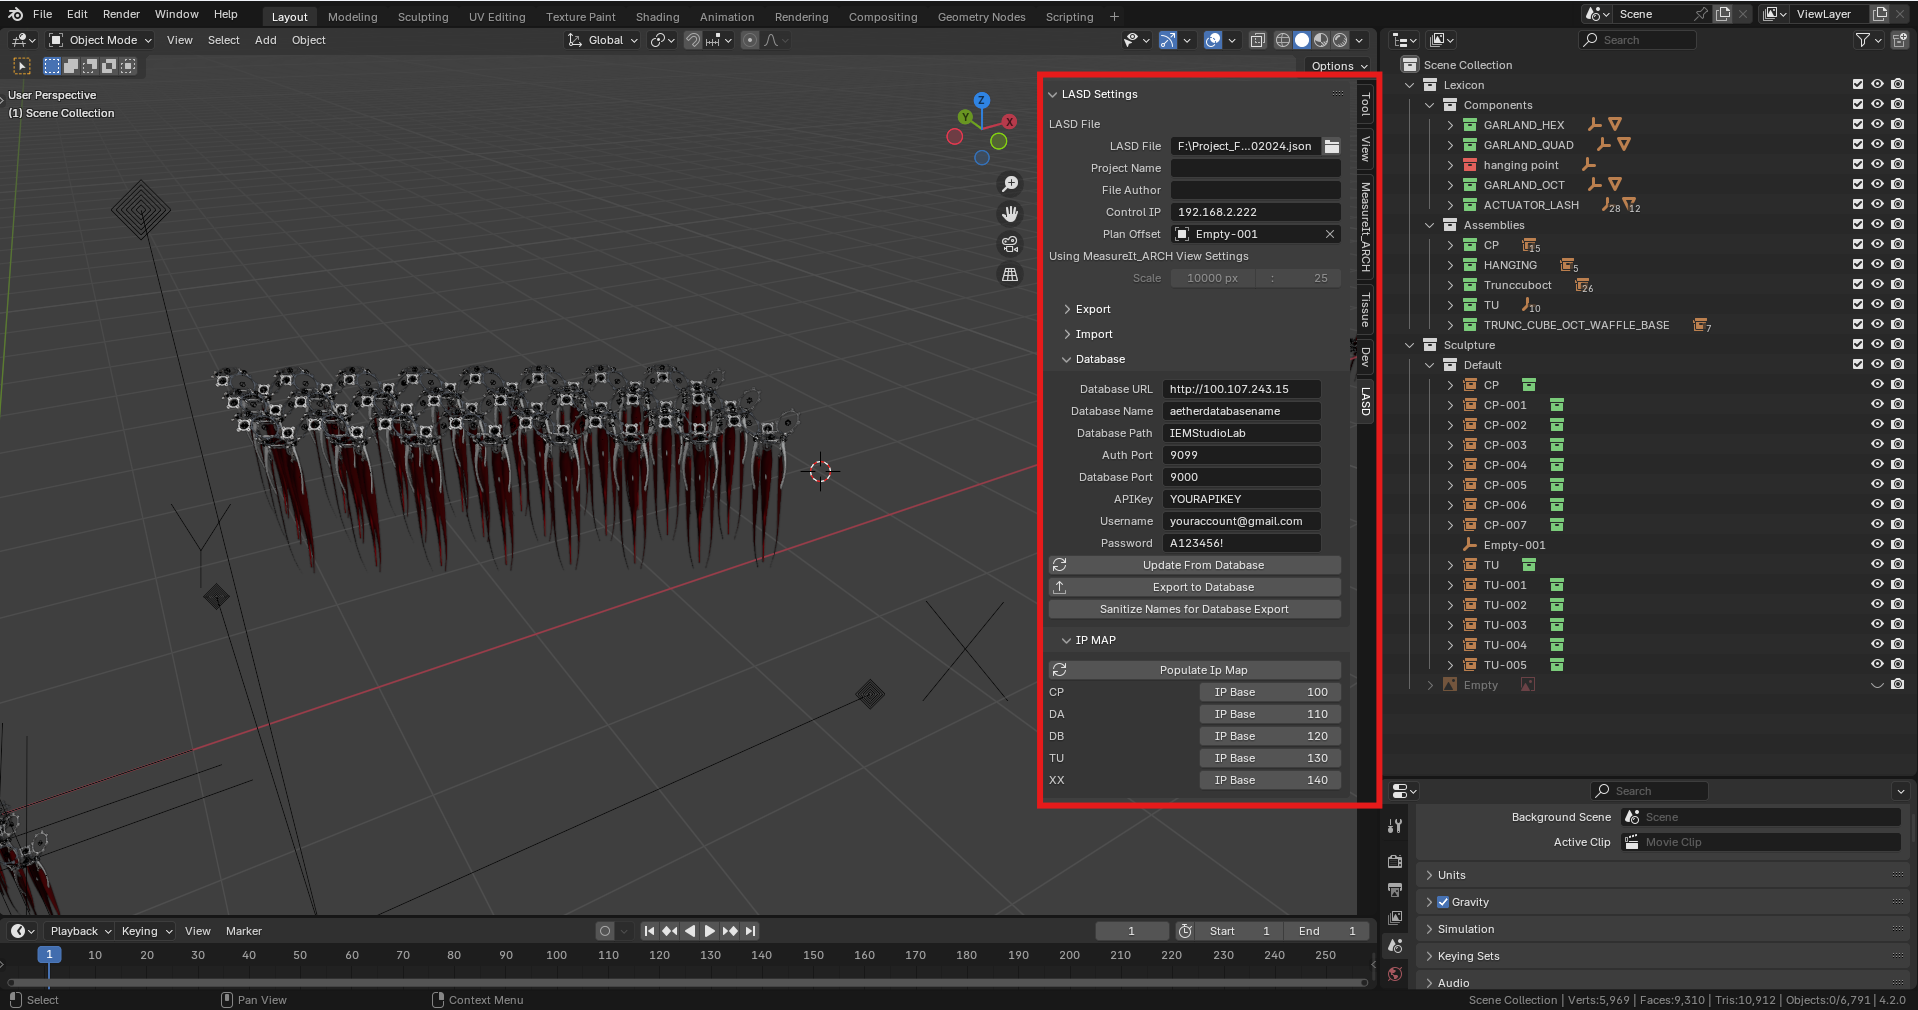 File Edit Render Window Help Layout Modeling Sculpting UV Editing Texture Paint Shading Animation Rendering Compositing Geometry Nodes Scripting + Scene ViewLayer
Object Mode View Select Add Object Global Search
Options
User Perspective
(1) Scene Collection
Z
Y
X
LASD Settings
LASD File
LASD File F:\Project_F...02024.json
Project Name
File Author
Control IP 192.168.2.222
Plan Offset Empty-001
Using MeasureIt_ARCH View Settings
Scale 10000 px : 25
Export
Import
Database
Database URL http://100.107.243.15
Database Name aetherdatabasename
Database Path IEMStudioLab
Auth Port 9099
Database Port 9000
APIKey YOURAPIKEY
Username youraccount@gmail.com
Password A123456!
Update From Database
Export to Database
Sanitize Names for Database Export
IP MAP
Populate Ip Map
CP IP Base 100
DA IP Base 110
DB IP Base 120
TU IP Base 130
XX IP Base 140
Tool
View
MeasureIt_ARCH
Tissue
Dev
LASD
Scene Collection
Lexicon
Components
GARLAND_HEX
GARLAND_QUAD
hanging point
GARLAND_OCT
ACTUATOR_LASH 28 12
Assemblies
CP 15
HANGING 5
Trunccuboct 26
TU 10
TRUNC_CUBE_OCT_WAFFLE_BASE 7
Sculpture
Default
CP
CP-001
CP-002
CP-003
CP-004
CP-005
CP-006
CP-007
Empty-001
TU
TU-001
TU-002
TU-003
TU-004
TU-005
Empty
Search
Background Scene Scene
Active Clip Movie Clip
Units
Gravity
Simulation
Keying Sets
Audio
Playback Keying View Marker 1 Start 1 End 1
1 10 20 30 40 50 60 70 80 90 100 110 120 130 140 150 160 170 180 190 200 210 220 230 240 250
Select Pan View Context Menu Scene Collection | Verts:5,969 | Faces:9,310 | Tris:10,912 | Objects:0/6,791 | 4.2.0